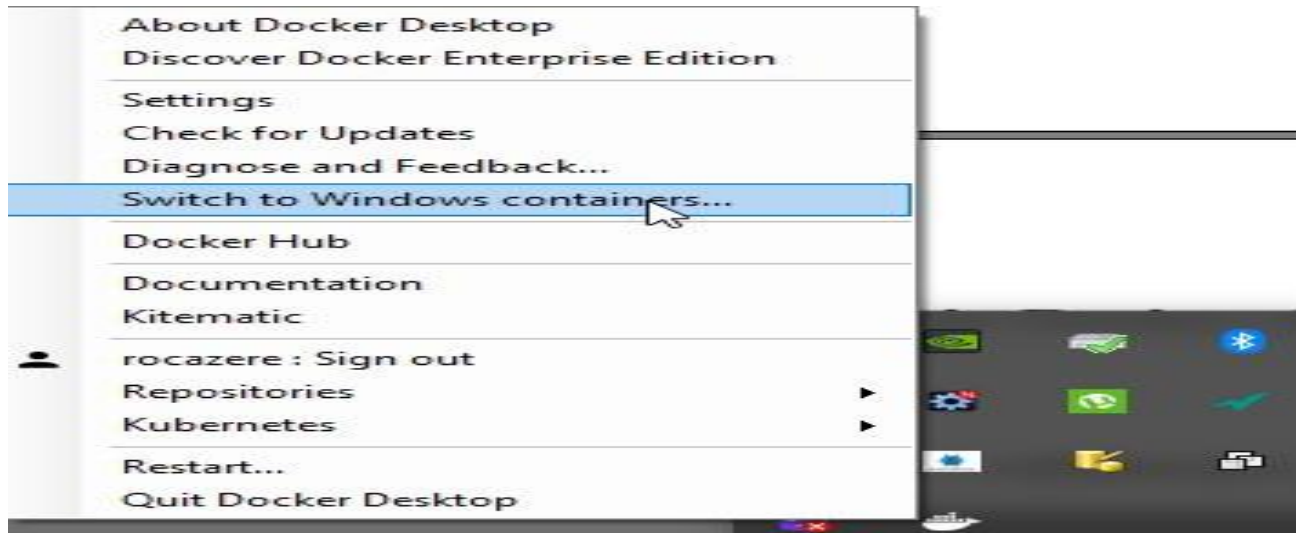 About Docker Desktop
Discover Docker Enterprise Edition
Settings
Check for Updates
Diagnose and Feedback...
Switch to Windows containers...
Docker Hub
Documentation
Kitematic
rocazere : Sign out
Repositories
Kubernetes
Restart...
Quit Docker Desktop